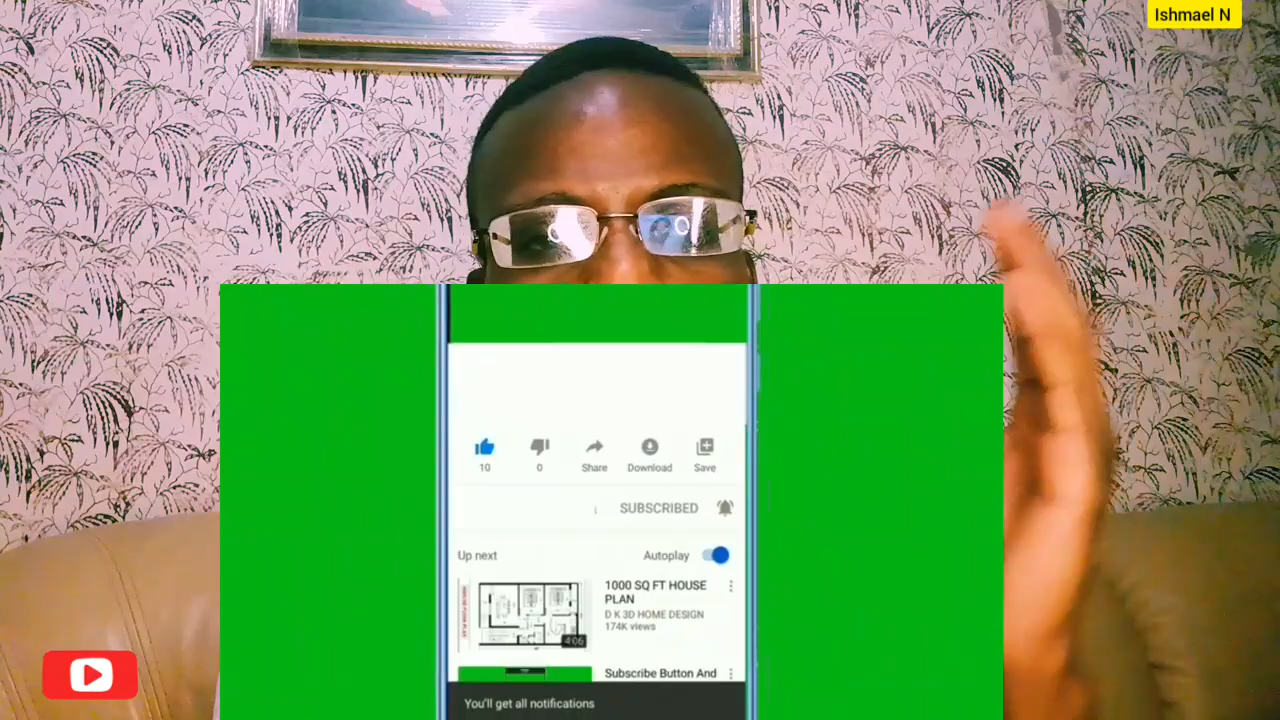 Ishmael N
10
0
Share
Download
Save
SUBSCRIBED
Up next
Autoplay
1000 SQ FT HOUSE
PLAN
D K 3D HOME DESIGN
174K views
4:06
Subscribe Button And
You'll get all notifications